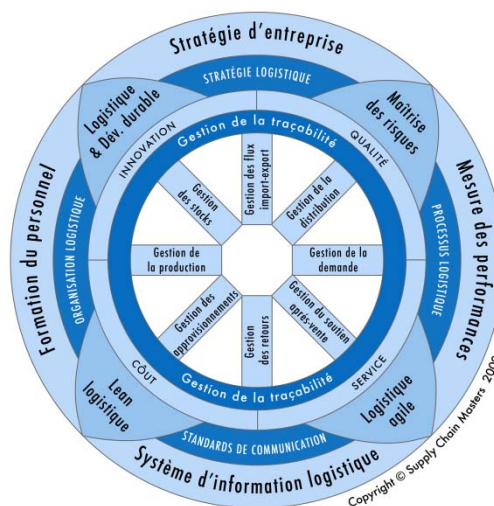 Stratégie d'entreprise
STRATÉGIE LOGISTIQUE
Logistique
& Dév. durable
Maîtrise
des risques
INNOVATION
QUALITÉ
Gestion de la traçabilité
Formation du personnel
ORGANISATION LOGISTIQUE
Gestion
des stocks
Gestion des flux
import-export
Gestion de la
distribution
Gestion de
la production
Gestion de la
demande
Gestion des
approvisionnements
Gestion
des retours
Gestion du soutien
après-vente
PROCESSUS LOGISTIQUE
Mesure des performances
Gestion de la traçabilité
CÔUT
SERVICE
Lean
logistique
Logistique
agile
STANDARDS DE COMMUNICATION
Système d'information logistique
Copyright © Supply Chain Masters